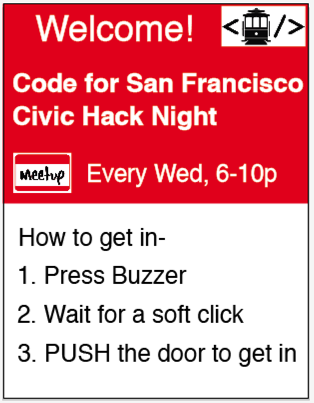 Welcome!
</>
Code for San Francisco
Civic Hack Night
meetup
Every Wed, 6-10p
How to get in-
1. Press Buzzer
2. Wait for a soft click
3. PUSH the door to get in